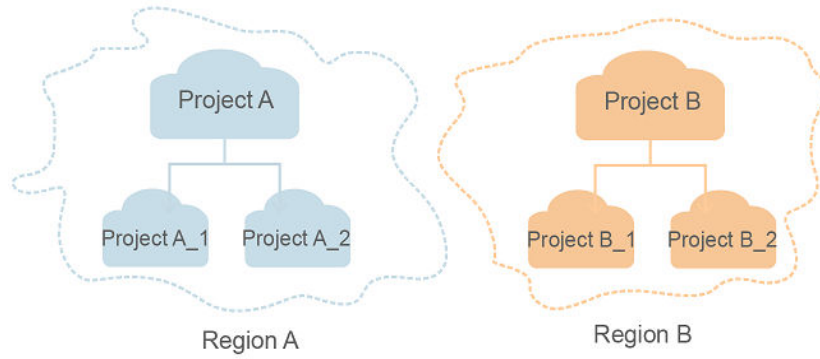 Project A
Project B
Project A_1
Project A_2
Project B_1
Project B_2
Region A
Region B